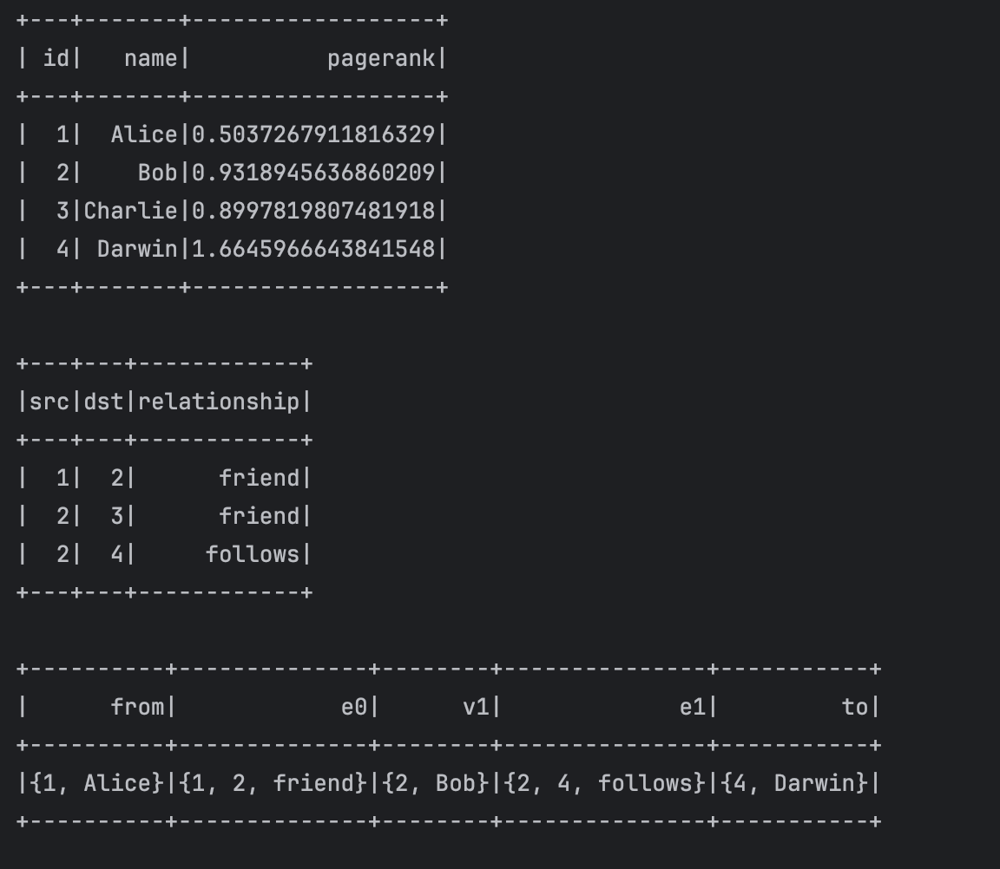 +---+-------+------------------+
| id|   name|          pagerank|
+---+-------+------------------+
|  1|  Alice|0.5037267911816329|
|  2|    Bob|0.9318945636860209|
|  3|Charlie|0.8997819807481918|
|  4| Darwin|1.6645966643841548|
+---+-------+------------------+

+---+---+------------+
|src|dst|relationship|
+---+---+------------+
|  1|  2|      friend|
|  2|  3|      friend|
|  2|  4|     follows|
+---+---+------------+

+----------+--------------+--------+---------------+-----------+
|      from|            e0|      v1|             e1|         to|
+----------+--------------+--------+---------------+-----------+
|{1, Alice}|{1, 2, friend}|{2, Bob}|{2, 4, follows}|{4, Darwin}|
+----------+--------------+--------+---------------+-----------+